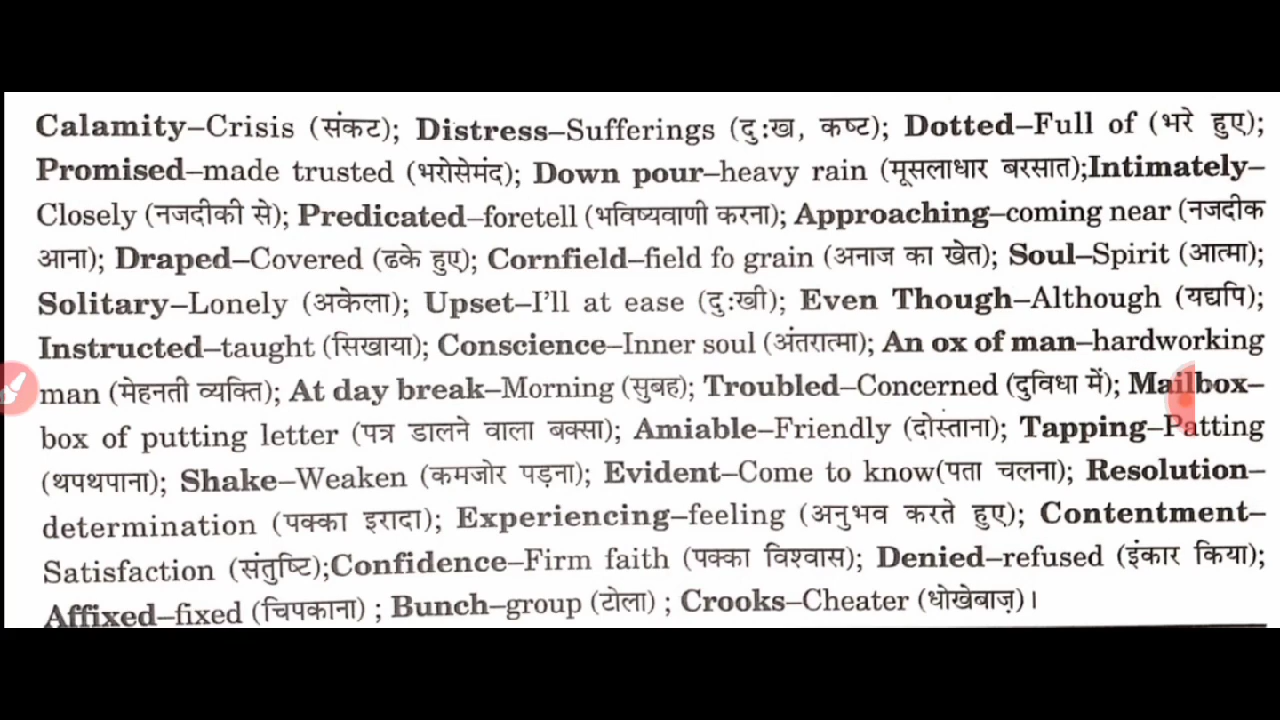 Calamity–Crisis (संकट); Distress–Sufferings (दुःख, कष्ट); Dotted–Full of (भरे हुए);
Promised–made trusted (भरोसेमंद); Down pour–heavy rain (मूसलाधार बरसात);Intimately–
Closely (नजदीकी से); Predicated–foretell (भविष्यवाणी करना); Approaching–coming near (नजदीक
आना); Draped–Covered (ढके हुए); Cornfield–field fo grain (अनाज का खेत); Soul–Spirit (आत्मा);
Solitary–Lonely (अकेला); Upset–I'll at ease (दुःखी); Even Though–Although (यद्यपि);
Instructed–taught (सिखाया); Conscience–Inner soul (अंतरात्मा); An ox of man–hardworking
man (मेहनती व्यक्ति); At day break–Morning (सुबह); Troubled–Concerned (दुविधा में); Mailbox–
box of putting letter (पत्र डालने वाला बक्सा); Amiable–Friendly (दोस्ताना); Tapping–Patting
(थपथपाना); Shake–Weaken (कमजोर पड़ना); Evident–Come to know(पता चलना); Resolution–
determination (पक्का इरादा); Experiencing–feeling (अनुभव करते हुए); Contentment–
Satisfaction (संतुष्टि);Confidence–Firm faith (पक्का विश्वास); Denied–refused (इंकार किया);
Affixed–fixed (चिपकाना) ; Bunch–group (टोला) ; Crooks–Cheater (धोखेबाज़)।